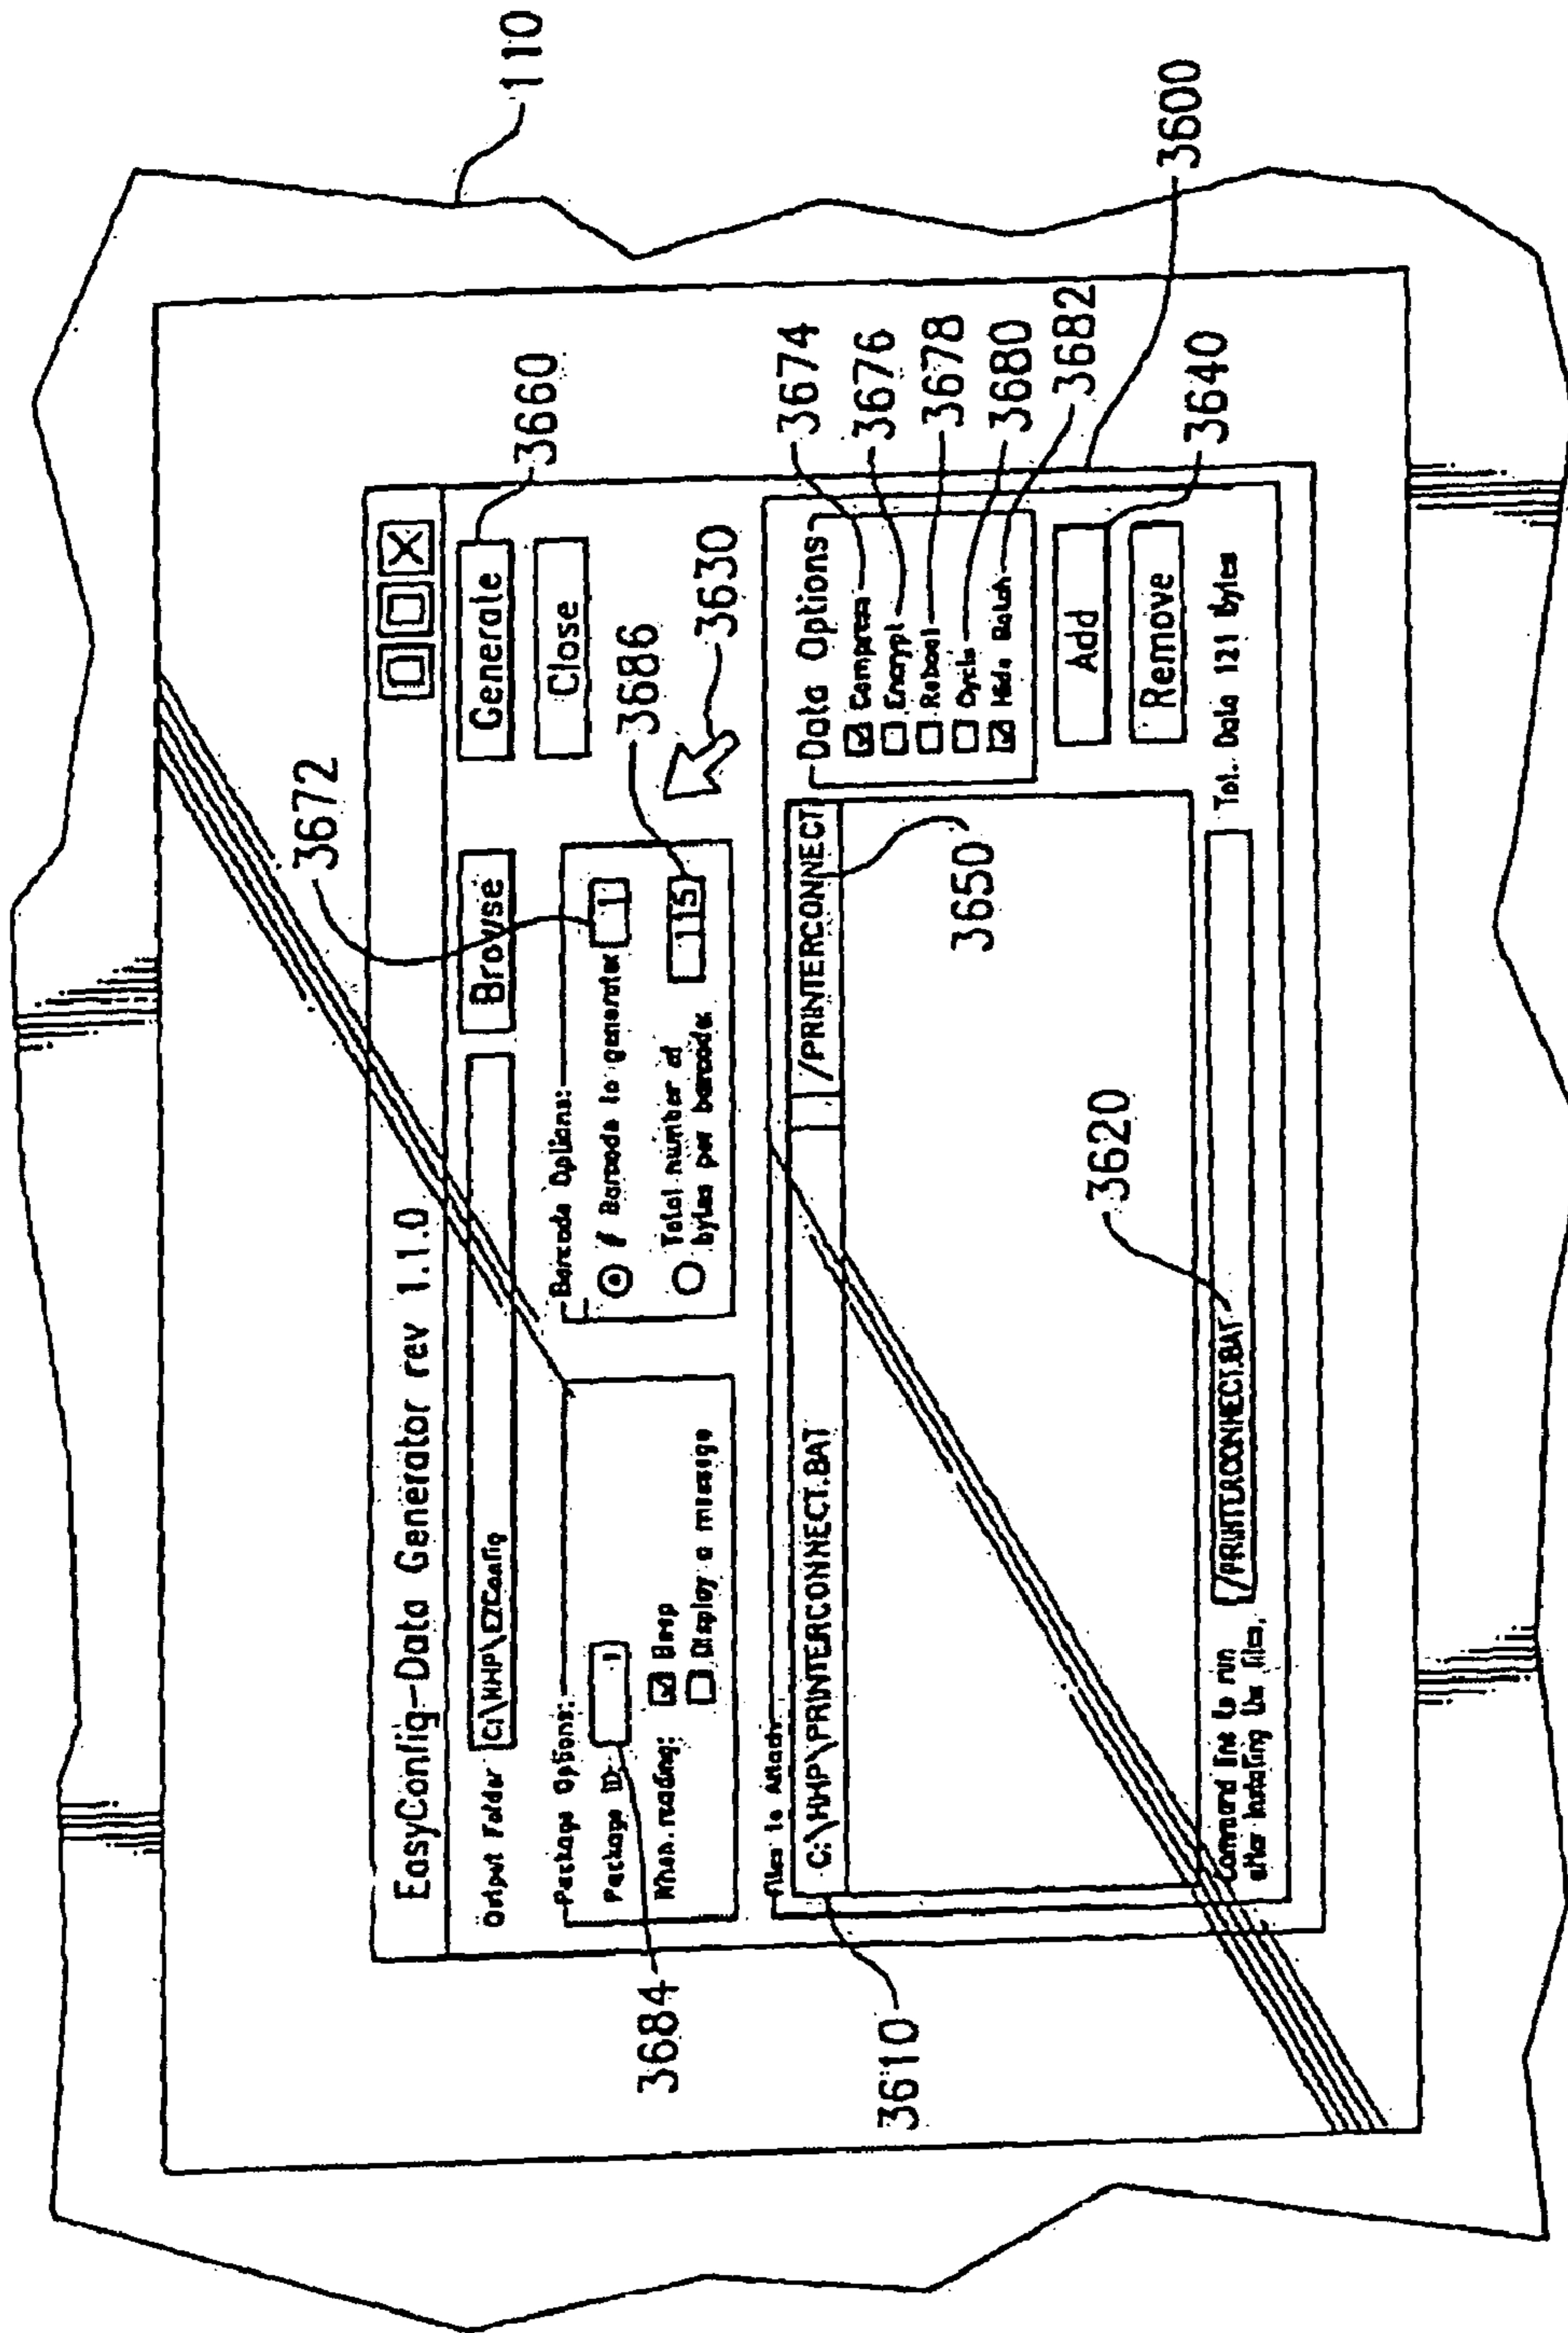 110
EasyConfig-Data Generator rev 1.1.0
3672
3660
Output Folder C:\HHP\EZConfig Browse Generate
Close
Package Options: Barcode Options:
Package ID: 1 # Barcode to generate: 1
3686
When reading: Beep Total number of bytes per barcode: 115
Display a message
3630
3684
Files to Attach
C:\HHP\PRINTERCONNECT.BAT /PRINTERCONNECT
Data Options
Compress 3674
Encrypt 3676
Reboot 3678
Cycle 3680
Hide Batch 3682
3610
3650
Add 3640
3620
Remove
3600
Command line to run
after installing the files, /PRINTERCONNECT.BAT Tot. Data 121 bytes